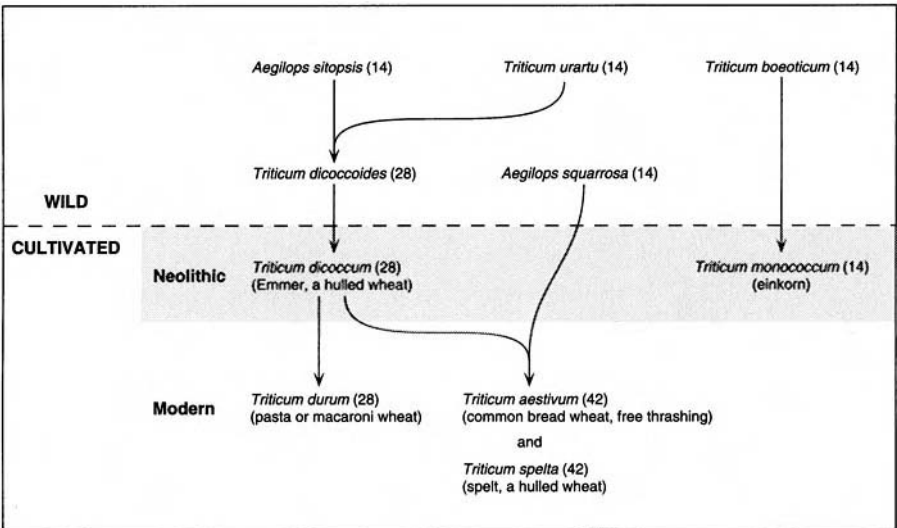 Aegilops sitopsis (14)
Triticum urartu (14)
Triticum boeoticum (14)
Triticum dicoccoides (28)
Aegilops squarrosa (14)
WILD
CULTIVATED
Neolithic
Triticum dicoccum (28)
(Emmer, a hulled wheat)
Triticum monococcum (14)
(einkorn)
Modern
Triticum durum (28)
(pasta or macaroni wheat)
Triticum aestivum (42)
(common bread wheat, free thrashing)
and
Triticum spelta (42)
(spelt, a hulled wheat)